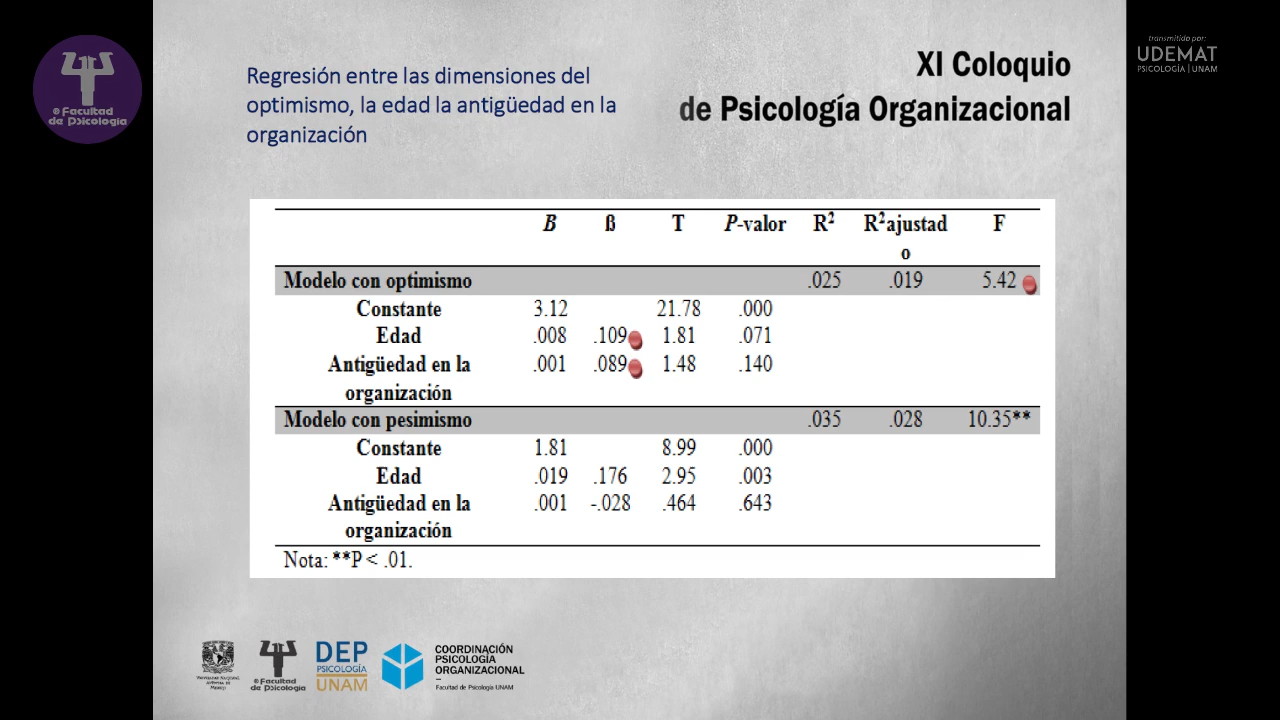 © Facultad
de Psicología
Regresión entre las dimensiones del
optimismo, la edad la antigüedad en la
organización
XI Coloquio
de Psicología Organizacional
transmitido por:
UDEMAT
PSICOLOGÍA | UNAM
B ß T P-valor R² R²ajustad
o F
Modelo con optimismo .025 .019 5.42
Constante 3.12 21.78 .000
Edad .008 .109 1.81 .071
Antigüedad en la .001 .089 1.48 .140
organización
Modelo con pesimismo .035 .028 10.35**
Constante 1.81 8.99 .000
Edad .019 .176 2.95 .003
Antigüedad en la .001 -.028 .464 .643
organización
Nota: **P < .01.
© Facultad
de Psicología
DEP
PSICOLOGÍA
UNAM
COORDINACIÓN
PSICOLOGÍA
ORGANIZACIONAL
Facultad de Psicología UNAM